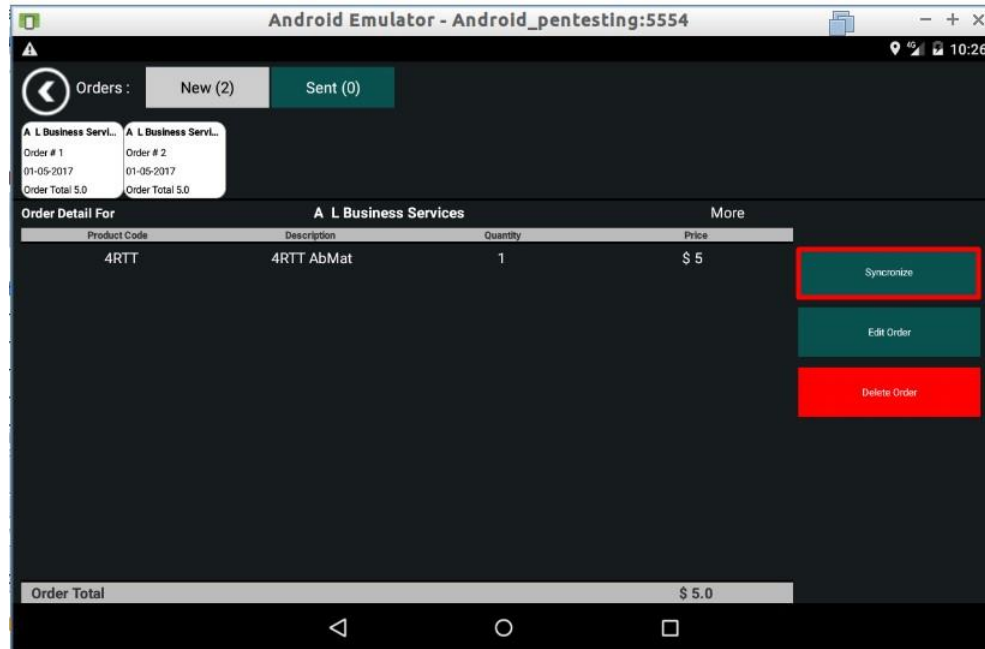 Android Emulator - Android_pentesting:5554
4G 10:26
Orders : New (2) Sent (0)
A L Business Servi... A L Business Servi...
Order # 1 Order # 2
01-05-2017 01-05-2017
Order Total 5.0 Order Total 5.0
Order Detail For A L Business Services More
Product Code Description Quantity Price
4RTT 4RTT AbMat 1 $ 5
Syncronize
Edit Order
Delete Order
Order Total $ 5.0